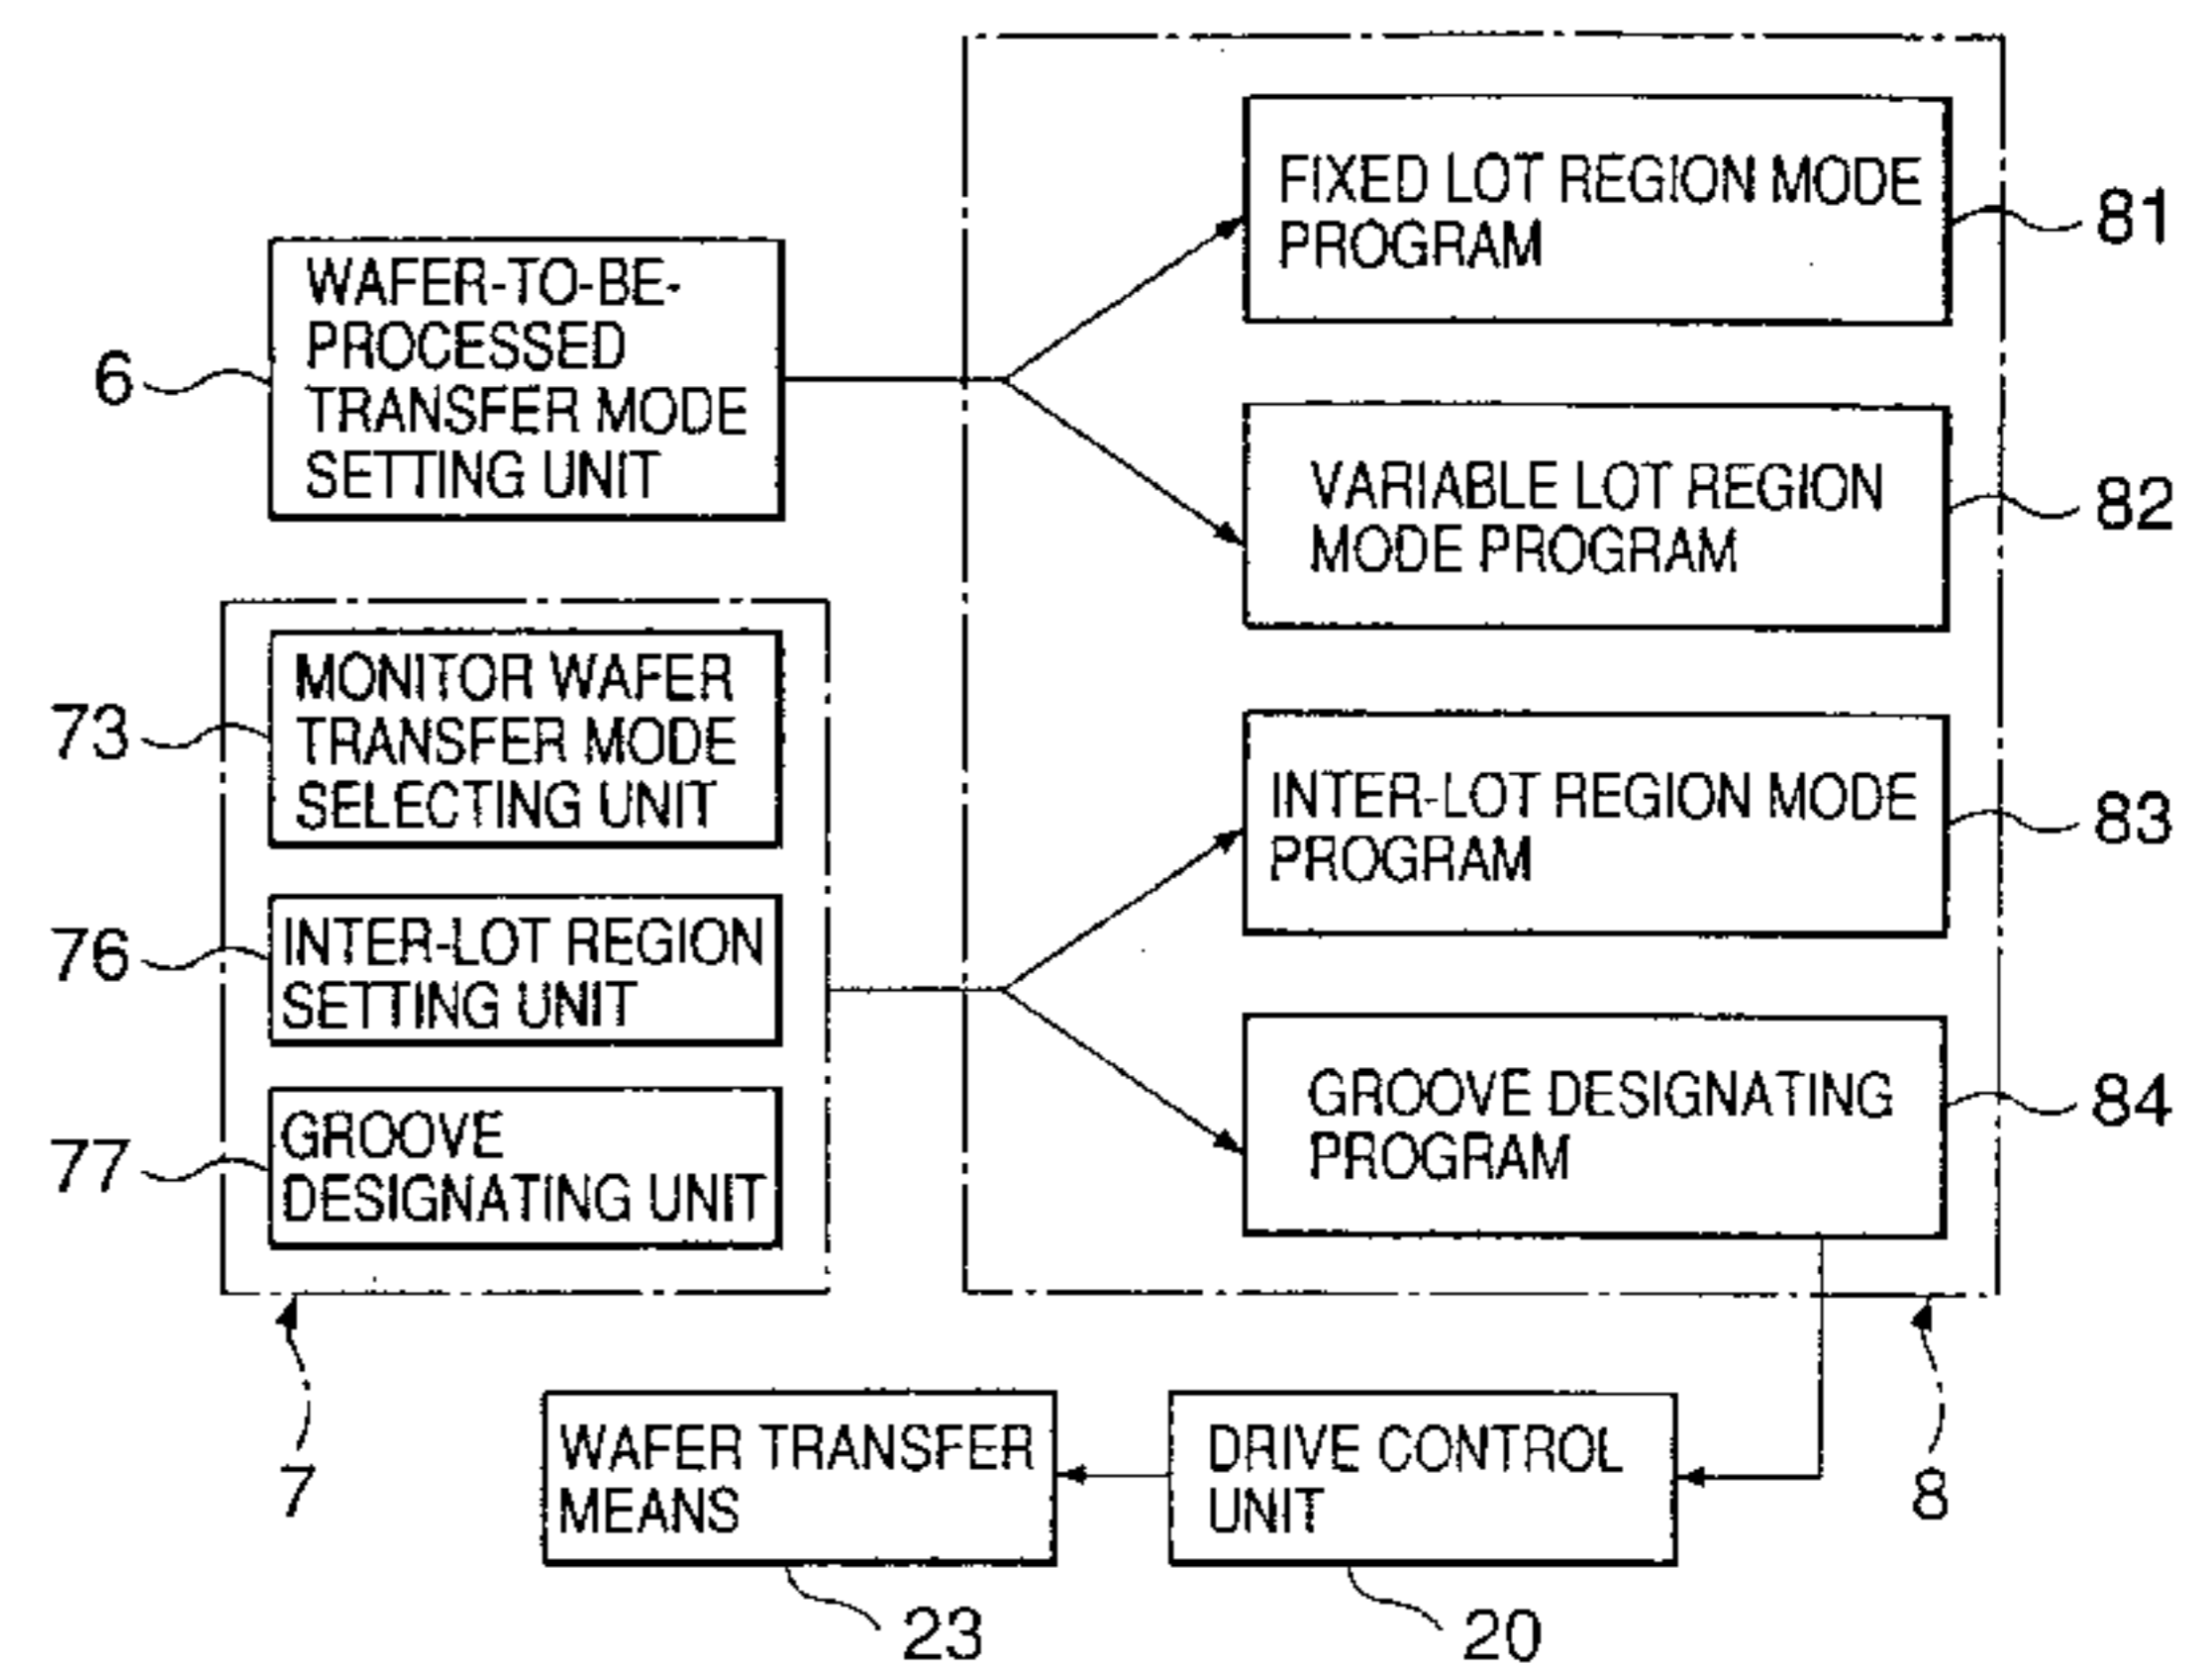 FIXED LOT REGION MODE
PROGRAM
81
WAFER-TO-BE-
PROCESSED
TRANSFER MODE
SETTING UNIT
6
VARIABLE LOT REGION
MODE PROGRAM
82
MONITOR WAFER
TRANSFER MODE
SELECTING UNIT
73
INTER-LOT REGION MODE
PROGRAM
83
INTER-LOT REGION
SETTING UNIT
76
GROOVE DESIGNATING
PROGRAM
84
GROOVE
DESIGNATING UNIT
77
7
8
WAFER TRANSFER
MEANS
23
DRIVE CONTROL
UNIT
20